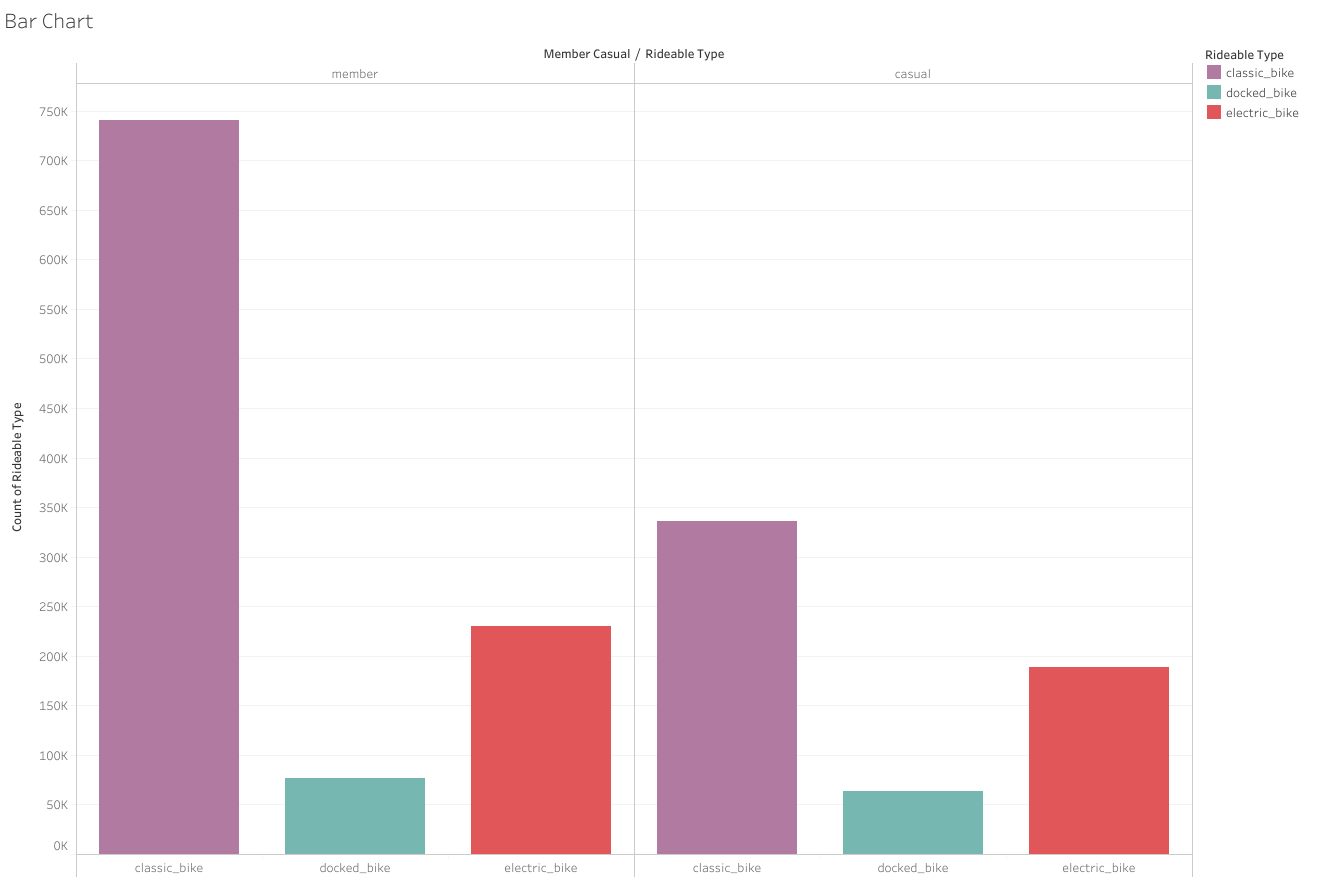 Bar Chart
Member Casual / Rideable Type
member
casual
Rideable Type
classic_bike
docked_bike
electric_bike
Count of Rideable Type
750K
700K
650K
600K
550K
500K
450K
400K
350K
300K
250K
200K
150K
100K
50K
0K
classic_bike
docked_bike
electric_bike
classic_bike
docked_bike
electric_bike